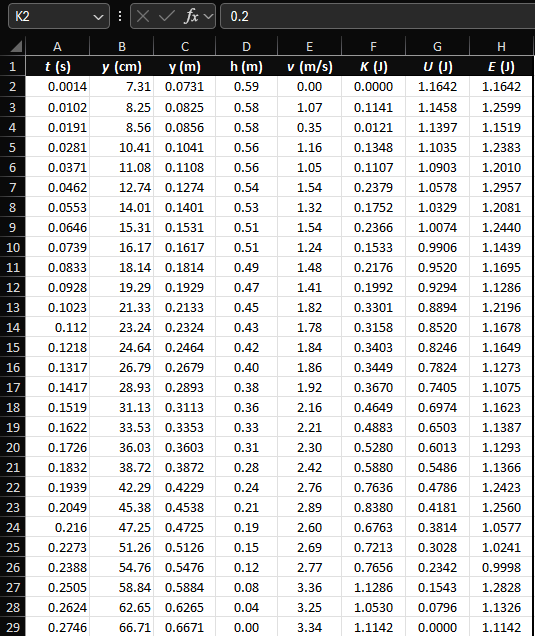 K2 fx 0.2
A B C D E F G H
1 t (s) y (cm) y (m) h (m) v (m/s) K (J) U (J) E (J)
2 0.0014 7.31 0.0731 0.59 0.00 0.0000 1.1642 1.1642
3 0.0102 8.25 0.0825 0.58 1.07 0.1141 1.1458 1.2599
4 0.0191 8.56 0.0856 0.58 0.35 0.0121 1.1397 1.1519
5 0.0281 10.41 0.1041 0.56 1.16 0.1348 1.1035 1.2383
6 0.0371 11.08 0.1108 0.56 1.05 0.1107 1.0903 1.2010
7 0.0462 12.74 0.1274 0.54 1.54 0.2379 1.0578 1.2957
8 0.0553 14.01 0.1401 0.53 1.32 0.1752 1.0329 1.2081
9 0.0646 15.31 0.1531 0.51 1.54 0.2366 1.0074 1.2440
10 0.0739 16.17 0.1617 0.51 1.24 0.1533 0.9906 1.1439
11 0.0833 18.14 0.1814 0.49 1.48 0.2176 0.9520 1.1695
12 0.0928 19.29 0.1929 0.47 1.41 0.1992 0.9294 1.1286
13 0.1023 21.33 0.2133 0.45 1.82 0.3301 0.8894 1.2196
14 0.112 23.24 0.2324 0.43 1.78 0.3158 0.8520 1.1678
15 0.1218 24.64 0.2464 0.42 1.84 0.3403 0.8246 1.1649
16 0.1317 26.79 0.2679 0.40 1.86 0.3449 0.7824 1.1273
17 0.1417 28.93 0.2893 0.38 1.92 0.3670 0.7405 1.1075
18 0.1519 31.13 0.3113 0.36 2.16 0.4649 0.6974 1.1623
19 0.1622 33.53 0.3353 0.33 2.21 0.4883 0.6503 1.1387
20 0.1726 36.03 0.3603 0.31 2.30 0.5280 0.6013 1.1293
21 0.1832 38.72 0.3872 0.28 2.42 0.5880 0.5486 1.1366
22 0.1939 42.29 0.4229 0.24 2.76 0.7636 0.4786 1.2423
23 0.2049 45.38 0.4538 0.21 2.89 0.8380 0.4181 1.2560
24 0.216 47.25 0.4725 0.19 2.60 0.6763 0.3814 1.0577
25 0.2273 51.26 0.5126 0.15 2.69 0.7213 0.3028 1.0241
26 0.2388 54.76 0.5476 0.12 2.77 0.7656 0.2342 0.9998
27 0.2505 58.84 0.5884 0.08 3.36 1.1286 0.1543 1.2828
28 0.2624 62.65 0.6265 0.04 3.25 1.0530 0.0796 1.1326
29 0.2746 66.71 0.6671 0.00 3.34 1.1142 0.0000 1.1142